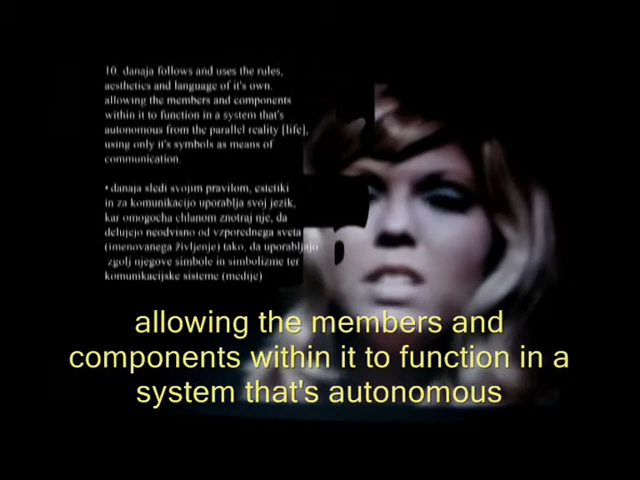 10. danaja follows and uses the rules,
aesthetics and language of it's own.
allowing the members and components
within it to function in a system that's
autonomous from the parallel reality [life],
using only it's symbols as means of
communication.
• danaja sledi svojim pravilom, estetiki
in za komunikacijo uporablja svoj jezik,
kar omogocha chlanom znotraj nje, da
delujejo neodvisno od vzporednega sveta
(imenovanega življenje) tako, da uporabljajo
zgolj njegove simbole in simbolizme ter
komunikacijske sisteme (medije)
allowing the members and
components within it to function in a
system that's autonomous